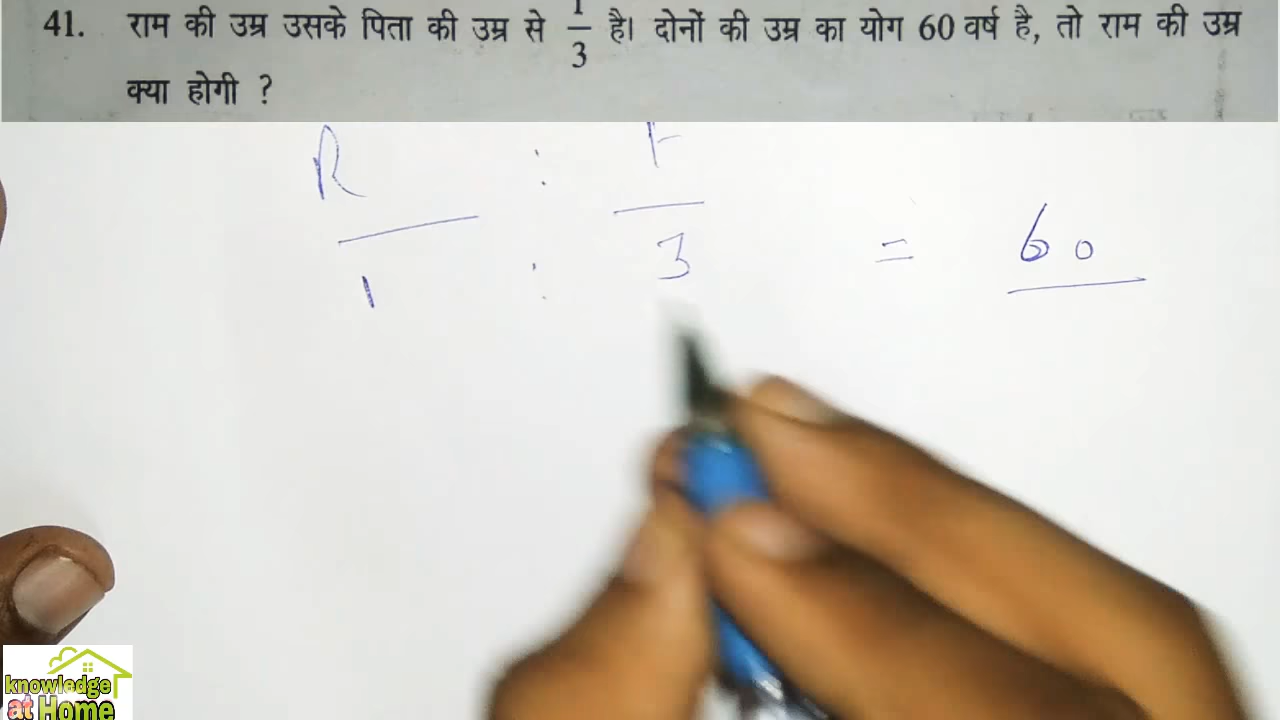 41. राम की उम्र उसके पिता की उम्र से 1/3 है। दोनों की उम्र का योग 60 वर्ष है, तो राम की उम्र
क्या होगी ?
R : F
1 : 3 = 60
knowledge
at Home